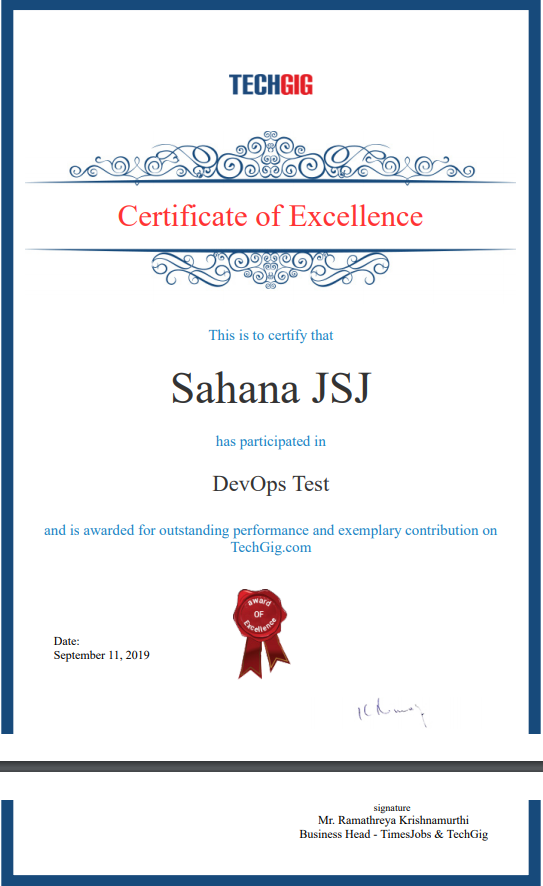 TECHGIG
Certificate of Excellence
This is to certify that
Sahana JSJ
has participated in
DevOps Test
and is awarded for outstanding performance and exemplary contribution on
TechGig.com
award
OF
Excellence
Date:
September 11, 2019
signature
Mr. Ramathreya Krishnamurthi
Business Head - TimesJobs & TechGig